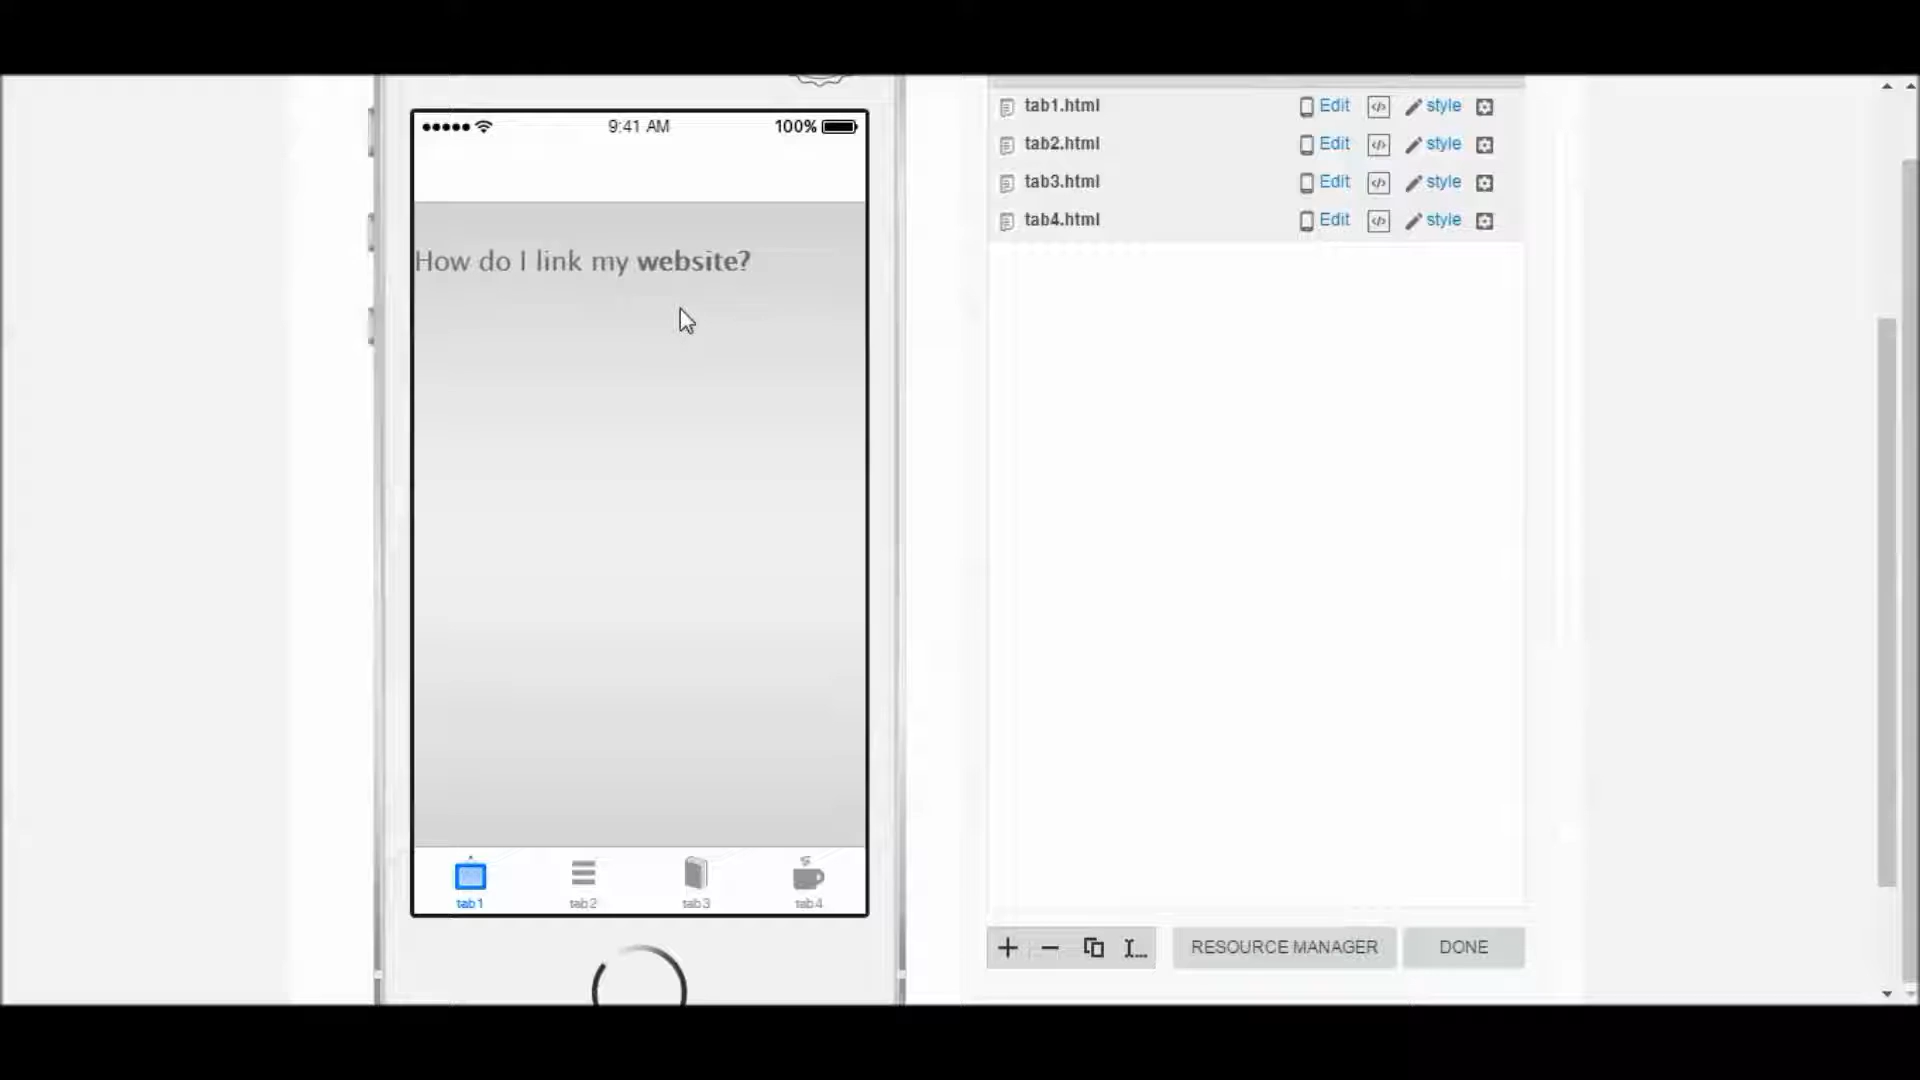 9:41 AM 100%
How do I link my website?
tab1 tab2 tab3 tab4
tab1.html Edit </> style
tab2.html Edit </> style
tab3.html Edit </> style
tab4.html Edit </> style
RESOURCE MANAGER DONE